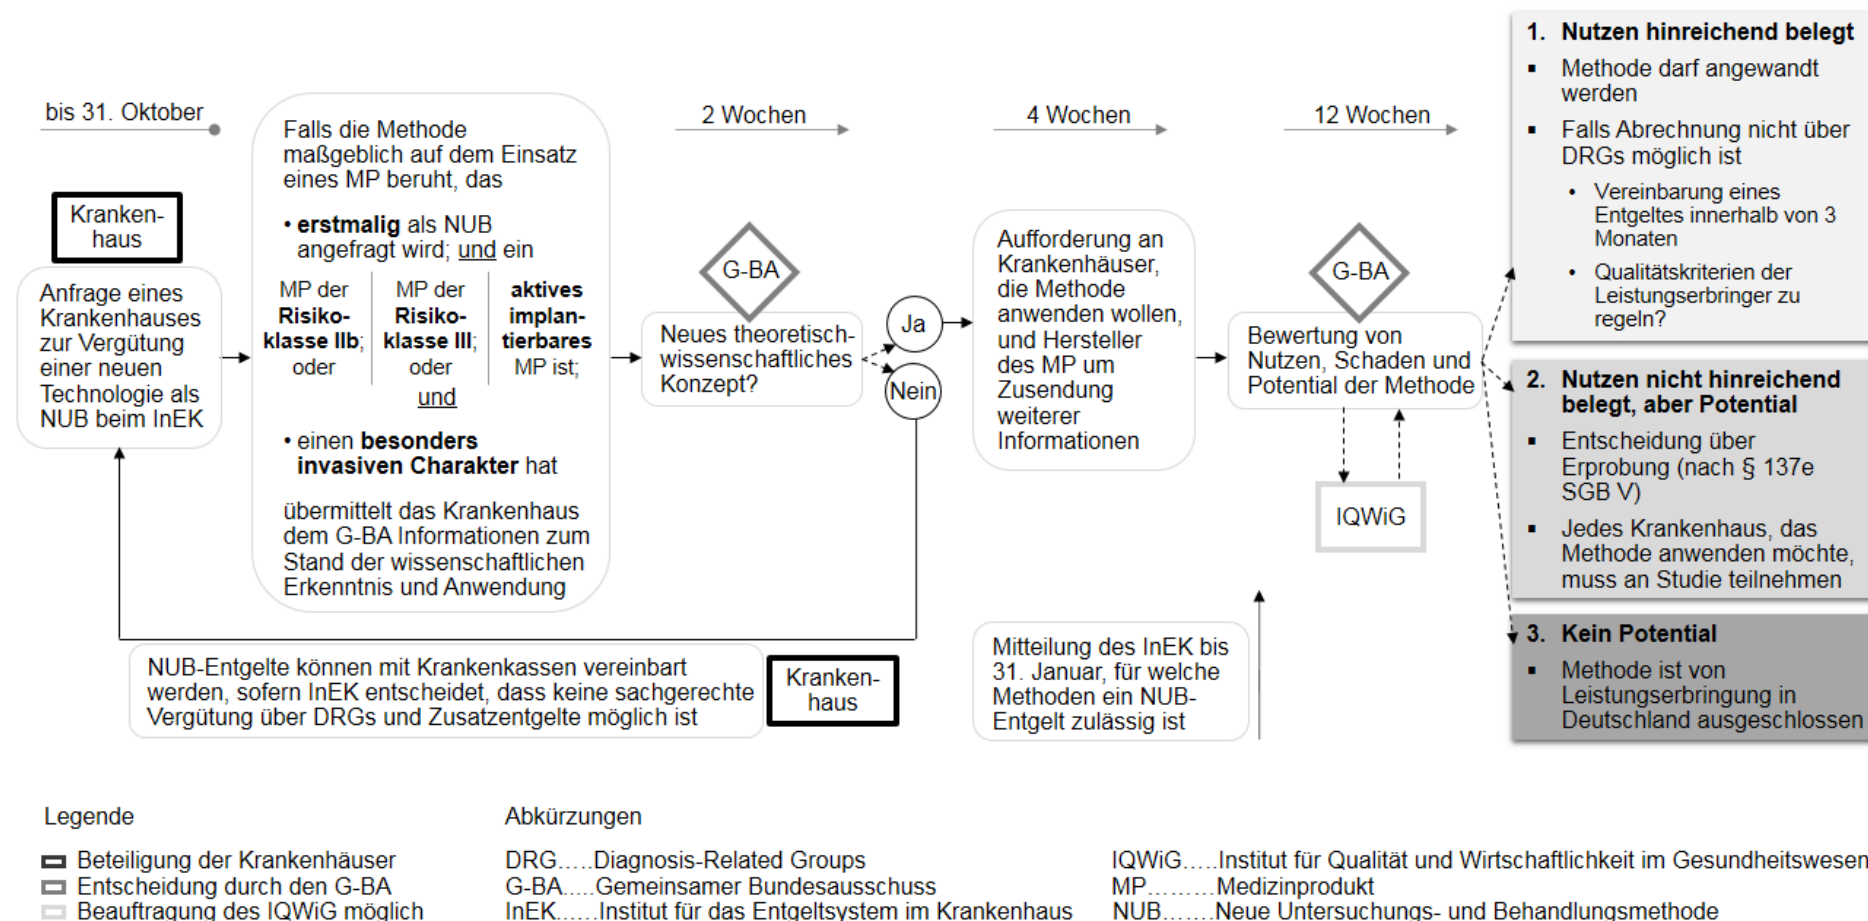 bis 31. Oktober
Kranken-
haus
Anfrage eines
Krankenhauses
zur Vergütung
einer neuen
Technologie als
NUB beim InEK
Falls die Methode
maßgeblich auf dem Einsatz
eines MP beruht, das
• erstmalig als NUB
angefragt wird; und ein
MP der
Risiko-
klasse IIb;
oder
MP der
Risiko-
klasse III;
oder
aktives
implan-
tierbares
MP ist;
und
• einen besonders
invasiven Charakter hat
übermittelt das Krankenhaus
dem G-BA Informationen zum
Stand der wissenschaftlichen
Erkenntnis und Anwendung
2 Wochen
G-BA
Neues theoretisch-
wissenschaftliches
Konzept?
Ja
Nein
4 Wochen
Aufforderung an
Krankenhäuser,
die Methode
anwenden wollen,
und Hersteller
des MP um
Zusendung
weiterer
Informationen
12 Wochen
G-BA
Bewertung von
Nutzen, Schaden und
Potential der Methode
IQWiG
NUB-Entgelte können mit Krankenkassen vereinbart
werden, sofern InEK entscheidet, dass keine sachgerechte
Vergütung über DRGs und Zusatzentgelte möglich ist
Kranken-
haus
Mitteilung des InEK bis
31. Januar, für welche
Methoden ein NUB-
Entgelt zulässig ist
1. Nutzen hinreichend belegt
▪ Methode darf angewandt
werden
▪ Falls Abrechnung nicht über
DRGs möglich ist
• Vereinbarung eines
Entgeltes innerhalb von 3
Monaten
• Qualitätskriterien der
Leistungserbringer zu
regeln?
2. Nutzen nicht hinreichend
belegt, aber Potential
▪ Entscheidung über
Erprobung (nach § 137e
SGB V)
▪ Jedes Krankenhaus, das
Methode anwenden möchte,
muss an Studie teilnehmen
3. Kein Potential
▪ Methode ist von
Leistungserbringung in
Deutschland ausgeschlossen
Legende
Beteiligung der Krankenhäuser
Entscheidung durch den G-BA
Beauftragung des IQWiG möglich
Abkürzungen
DRG.....Diagnosis-Related Groups
G-BA.....Gemeinsamer Bundesausschuss
InEK......Institut für das Entgeltsystem im Krankenhaus
IQWiG.....Institut für Qualität und Wirtschaftlichkeit im Gesundheitswesen
MP.........Medizinprodukt
NUB.......Neue Untersuchungs- und Behandlungsmethode